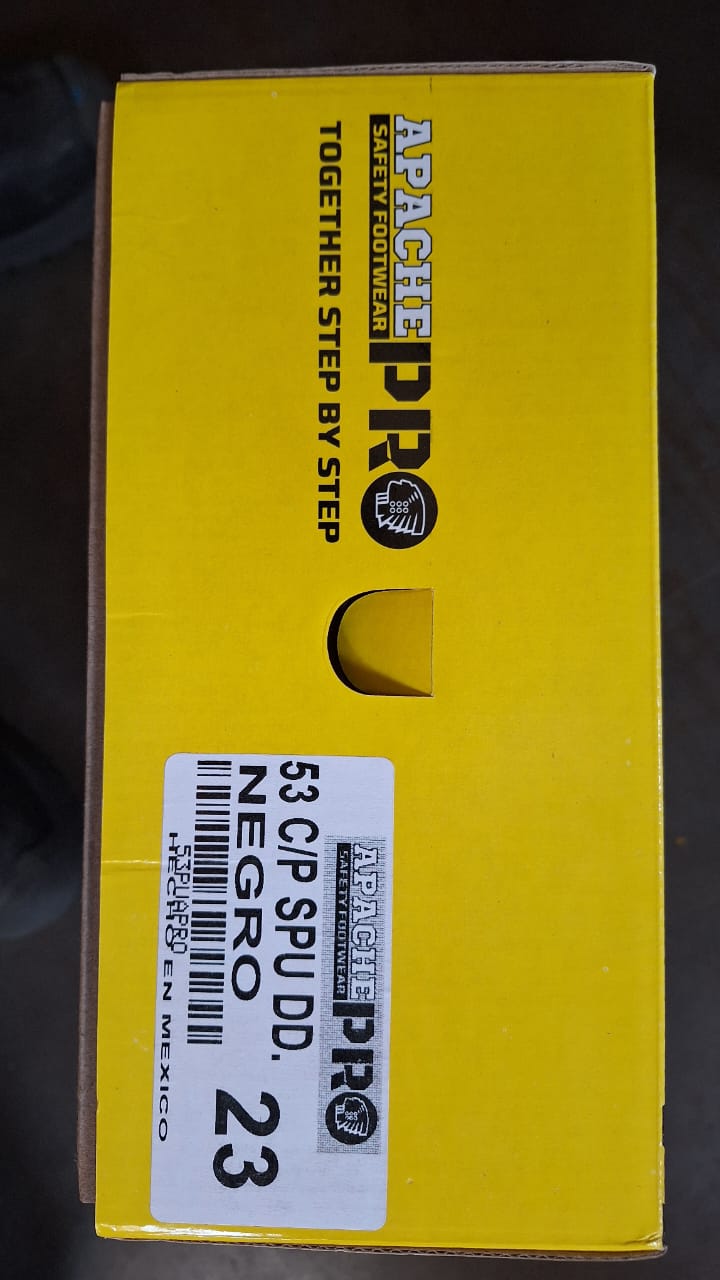 APACHE PRO
SAFETY FOOTWEAR
TOGETHER STEP BY STEP
APACHE PRO
SAFETY FOOTWEAR
53 C/P SPU DD.
NEGRO
23
53PUAPRO
HECHO EN MEXICO